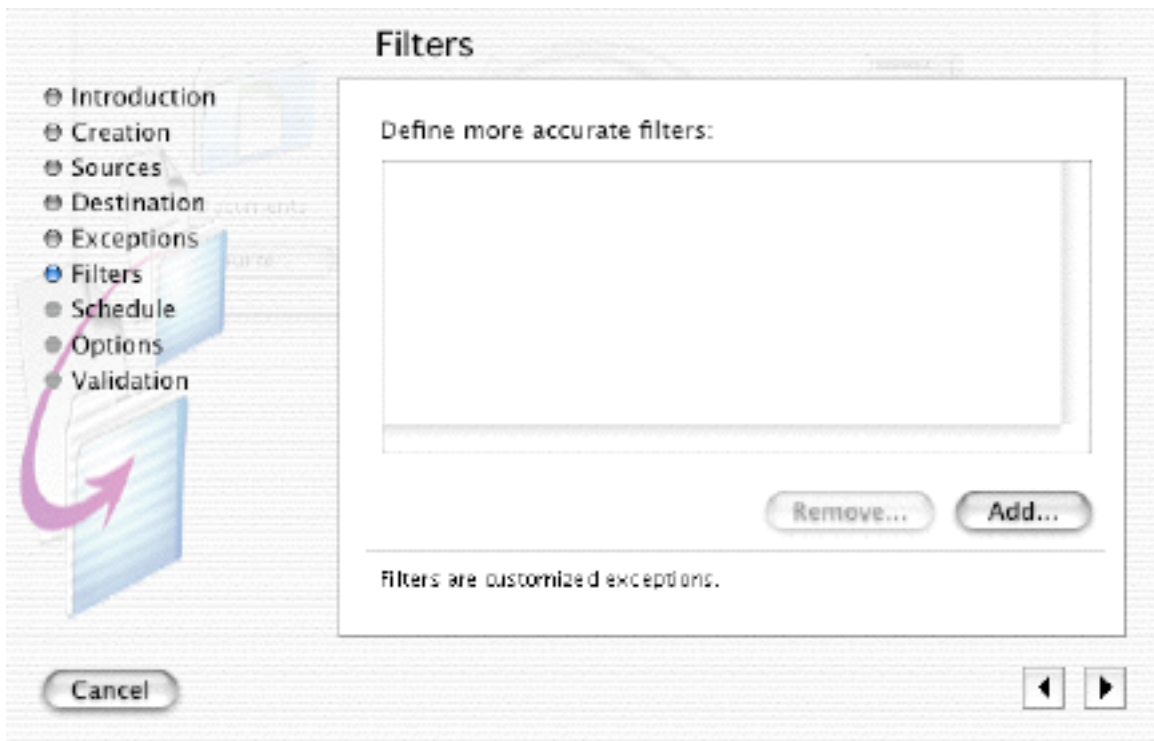 Filters
Introduction
Creation
Sources
Destination
Exceptions
Filters
Schedule
Options
Validation
Define more accurate filters:
Remove...
Add...
Filters are customized exceptions.
Cancel